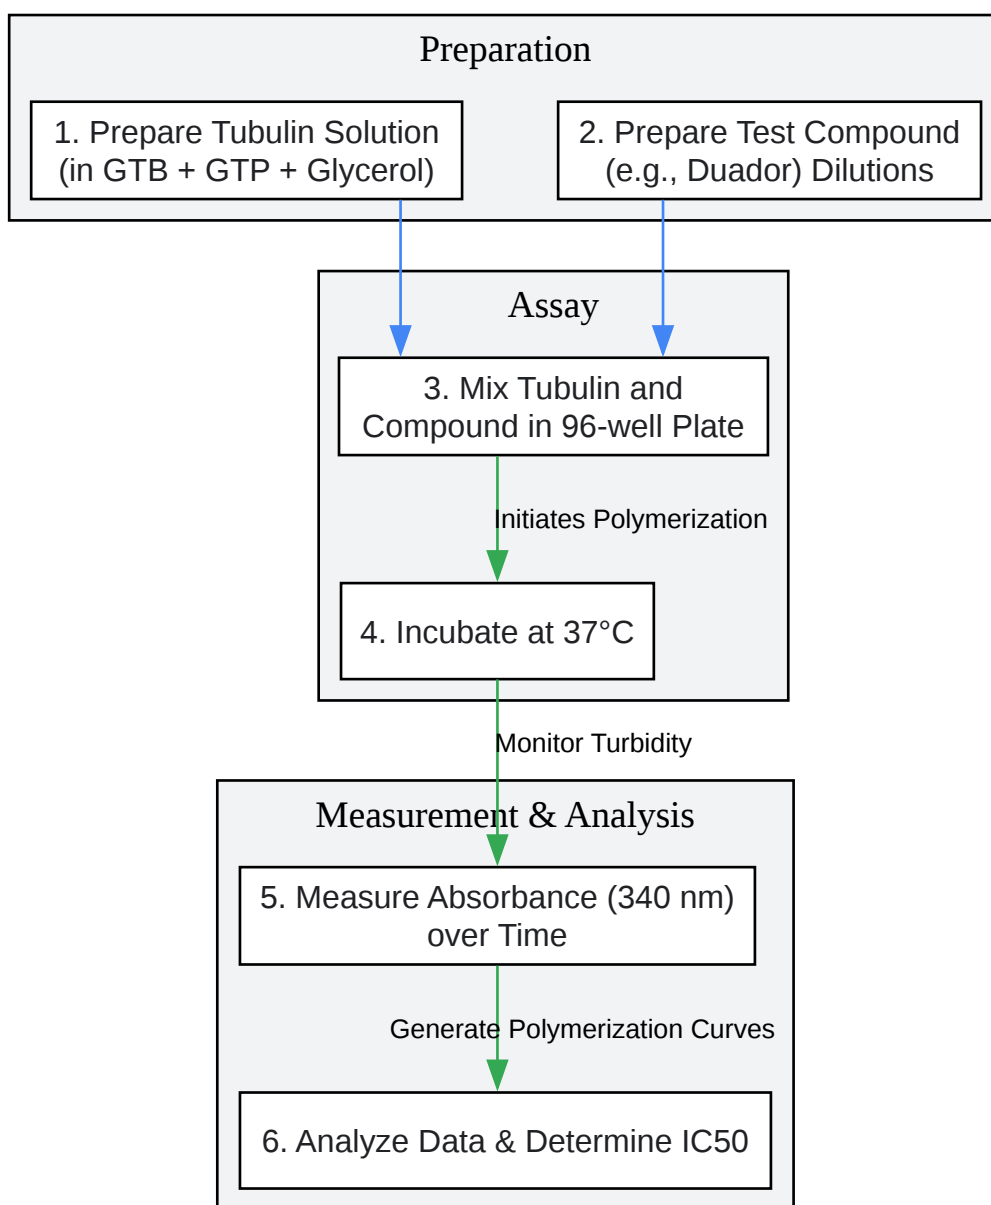 Preparation
1. Prepare Tubulin Solution
(in GTB + GTP + Glycerol)
2. Prepare Test Compound
(e.g., Duador) Dilutions
Assay
3. Mix Tubulin and
Compound in 96-well Plate
Initiates Polymerization
4. Incubate at 37°C
Monitor Turbidity
Measurement & Analysis
5. Measure Absorbance (340 nm)
over Time
Generate Polymerization Curves
6. Analyze Data & Determine IC50